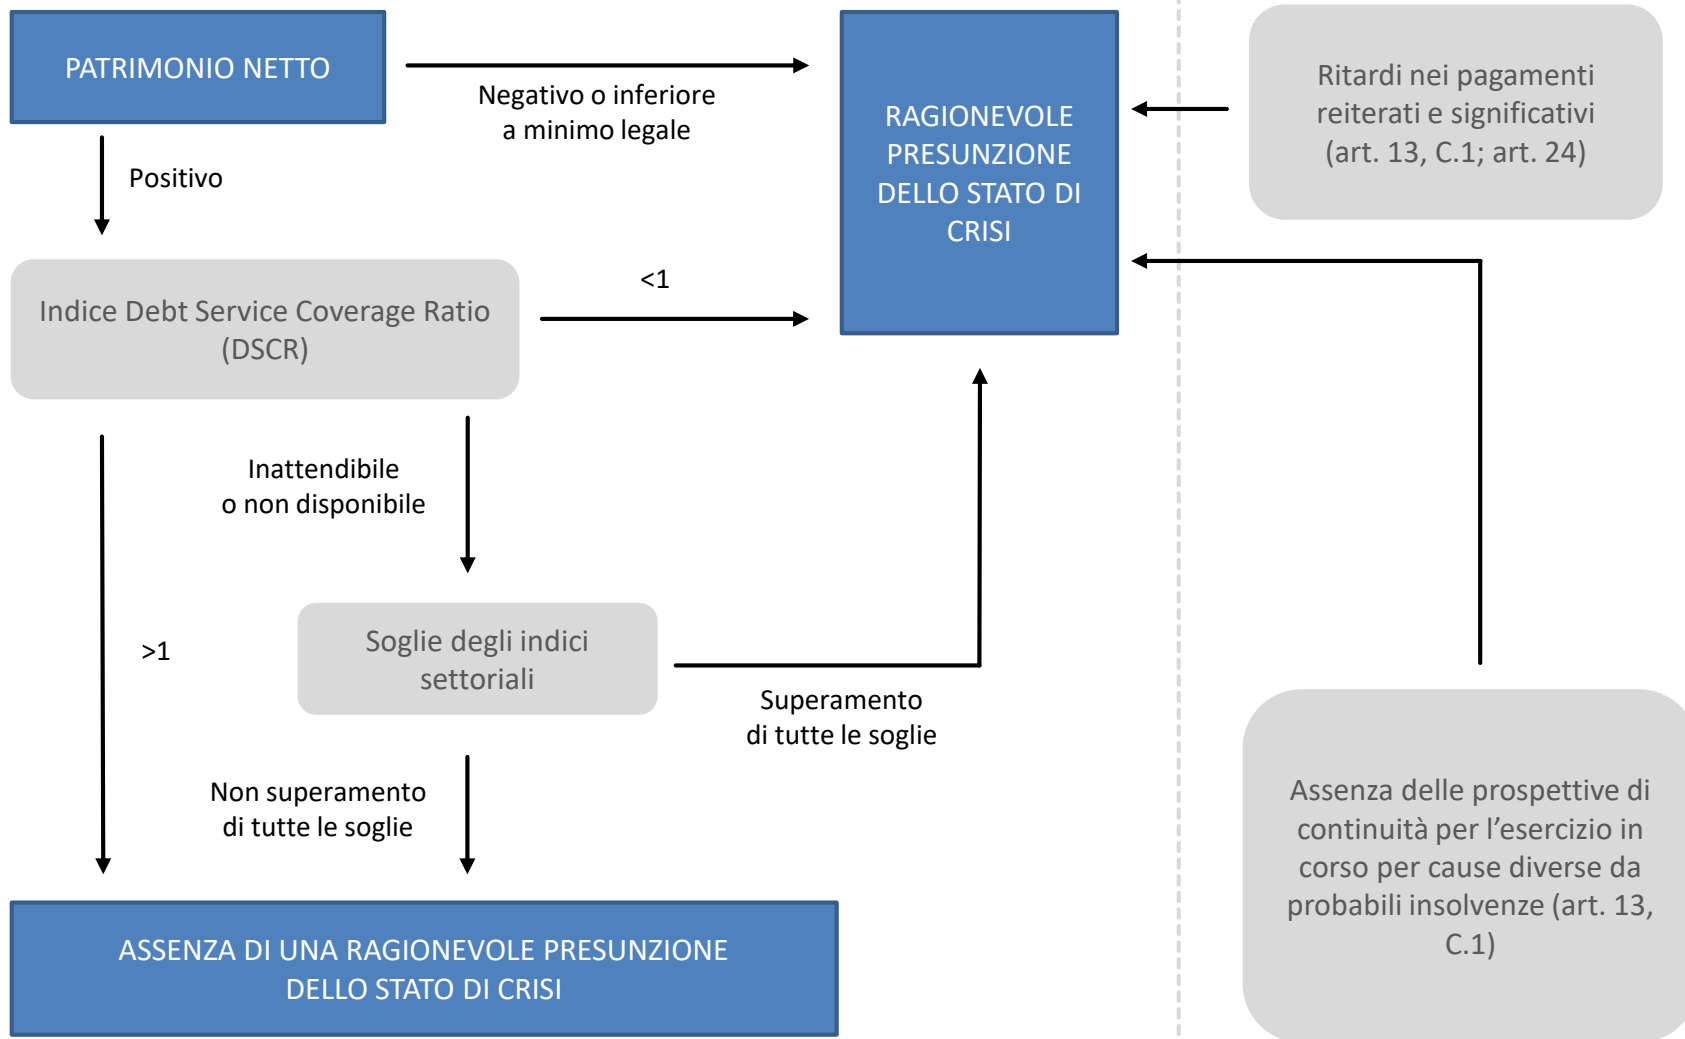 PATRIMONIO NETTO
Negativo o inferiore
a minimo legale
RAGIONEVOLE
PRESUNZIONE
DELLO STATO DI
CRISI
Ritardi nei pagamenti
reiterati e significativi
(art. 13, C.1; art. 24)
Positivo
Indice Debt Service Coverage Ratio
(DSCR)
<1
Inattendibile
o non disponibile
>1
Soglie degli indici
settoriali
Superamento
di tutte le soglie
Non superamento
di tutte le soglie
Assenza delle prospettive di
continuità per l’esercizio in
corso per cause diverse da
probabili insolvenze (art. 13,
C.1)
ASSENZA DI UNA RAGIONEVOLE PRESUNZIONE
DELLO STATO DI CRISI